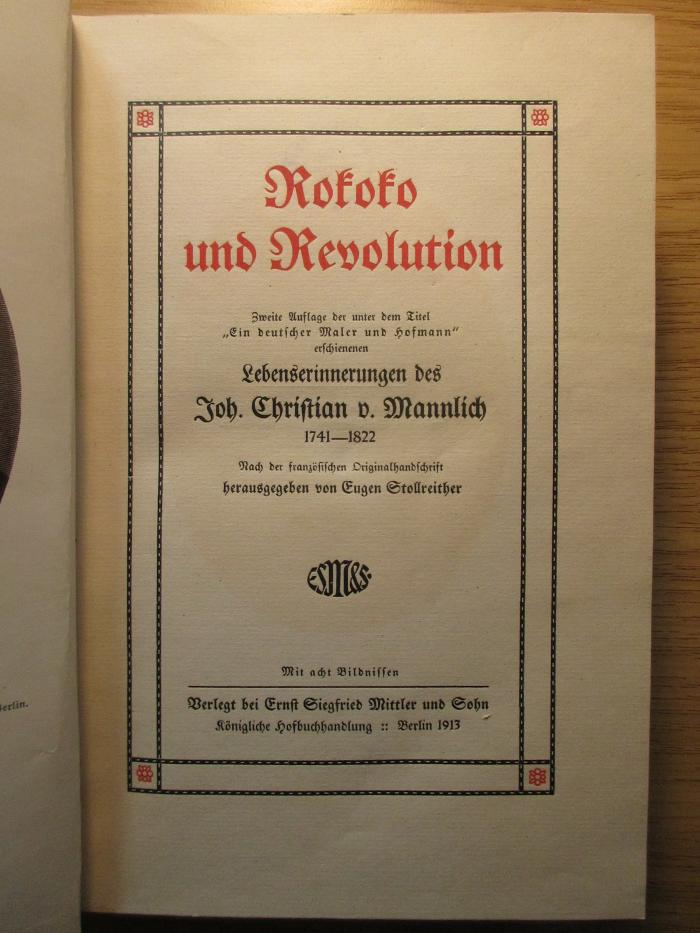 Rokoko
und Revolution
Zweite Auflage der unter dem Titel
„Ein deutscher Maler und Hofmann“
erschienenen
Lebenserinnerungen des
Joh. Christian v. Mannlich
1741—1822
Nach der französischen Originalhandschrift
herausgegeben von Eugen Stollreither
ESM&S.
Mit acht Bildnissen
Verlegt bei Ernst Siegfried Mittler und Sohn
Königliche Hofbuchhandlung :: Berlin 1913